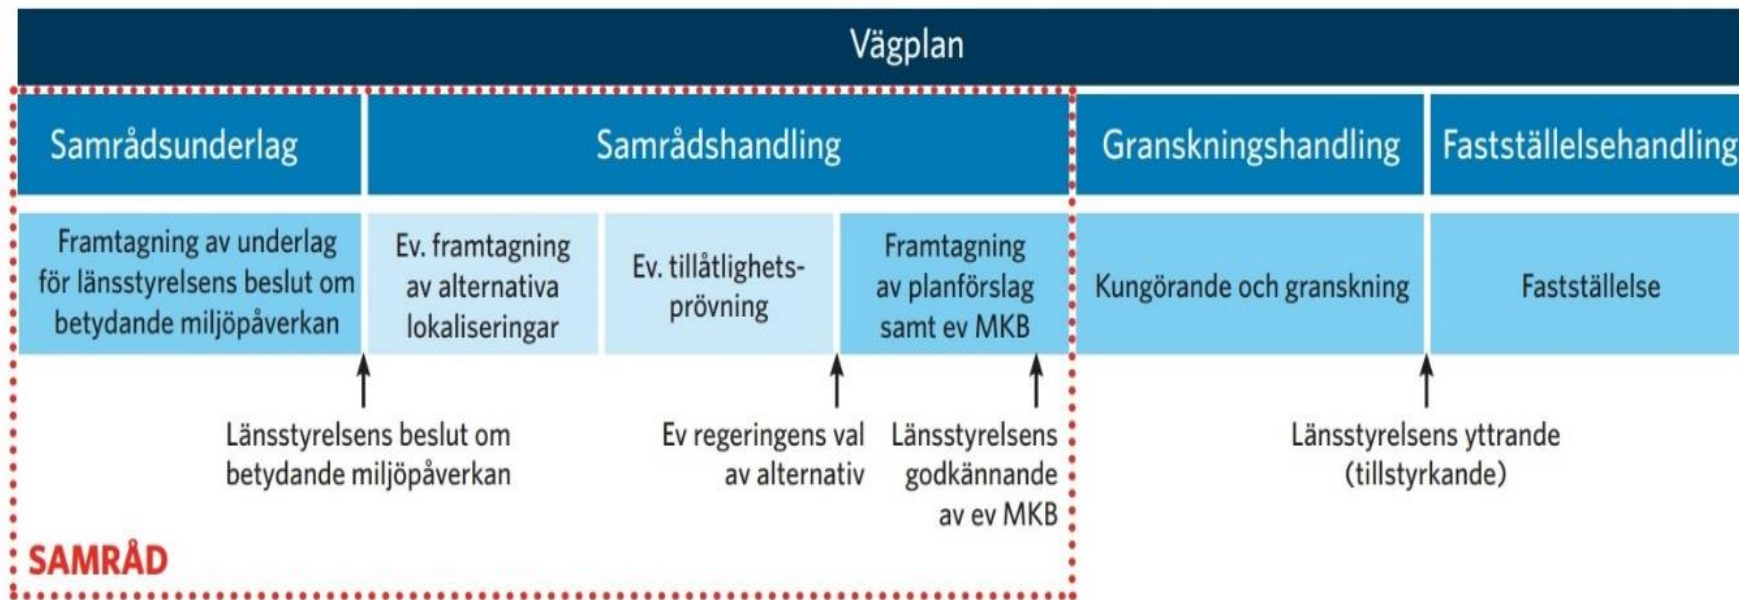 Vägplan
Samrådsunderlag
Samrådshandling
Granskningshandling
Fastställelsehandling
Framtagning av underlag
för länsstyrelsens beslut om
betydande miljöpåverkan
Ev. framtagning
av alternativa
lokaliseringar
Ev. tillåtlighets-
prövning
Framtagning
av planförslag
samt ev MKB
Kungörande och granskning
Fastställelse
Länsstyrelsens beslut om
betydande miljöpåverkan
Ev regeringens val
av alternativ
Länsstyrelsens
godkännande
av ev MKB
Länsstyrelsens yttrande
(tillstyrkande)
SAMRÅD